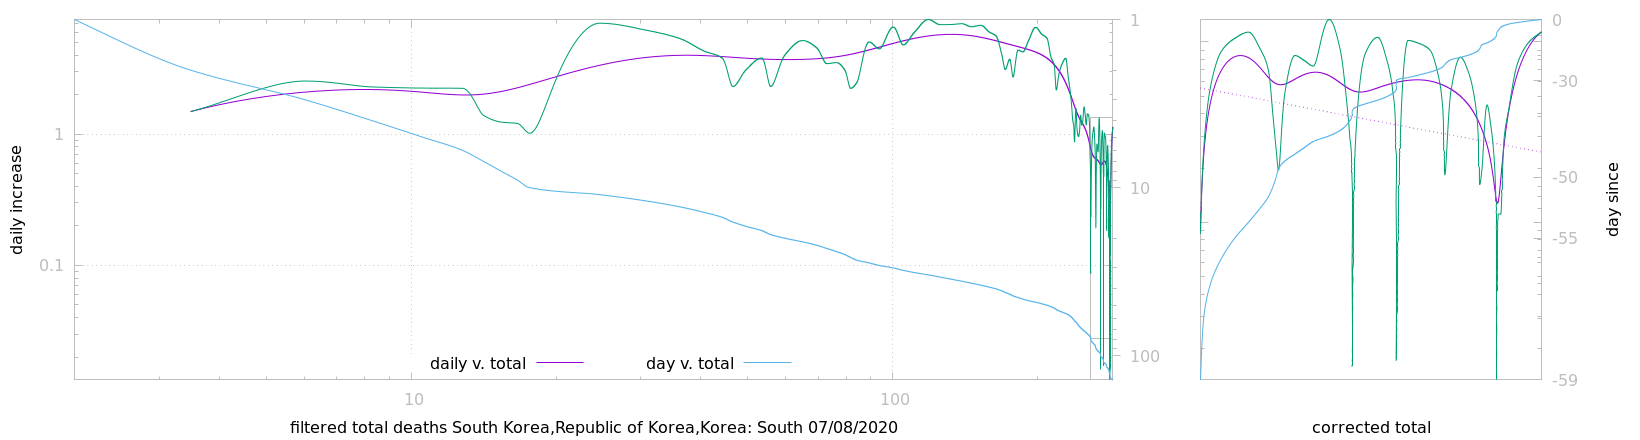 daily increase
1
0.1
daily v. total
day v. total
10
100
1
10
100
filtered total deaths South Korea,Republic of Korea,Korea: South 07/08/2020
0
-30
-50
-55
-59
day since
corrected total